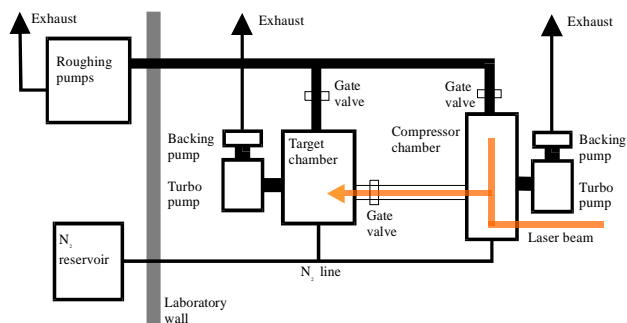 Exhaust
Exhaust
Exhaust
Roughing
pumps
Gate
valve
Gate
valve
Backing
pump
Target
chamber
Compressor
chamber
Backing
pump
Turbo
pump
Turbo
pump
Gate
valve
N₂
reservoir
Laser beam
N₂ line
Laboratory
wall